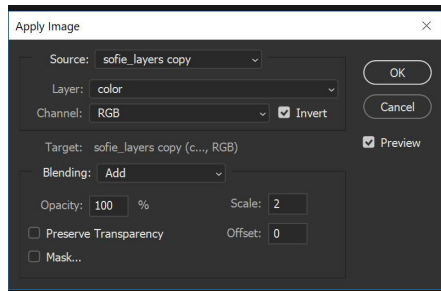 Apply Image
Source: sofie_layers copy
OK
Layer: color
Channel: RGB Invert
Cancel
Target: sofie_layers copy (c..., RGB)
Preview
Blending: Add
Opacity: 100 % Scale: 2
Preserve Transparency Offset: 0
Mask...